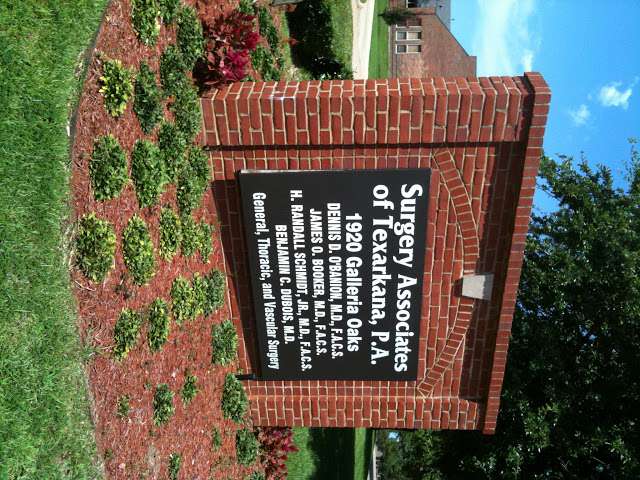 Surgery Associates
of Texarkana, P.A.
1920 Galleria Oaks
DENNIS D. O'BANION, M.D., F.A.C.S.
JAMES O. BOOKER, M.D., F.A.C.S.
H. RANDALL SCHMIDT, JR., M.D., F.A.C.S.
BENJAMIN C. DUBOIS, M.D.
General, Thoracic, and Vascular Surgery